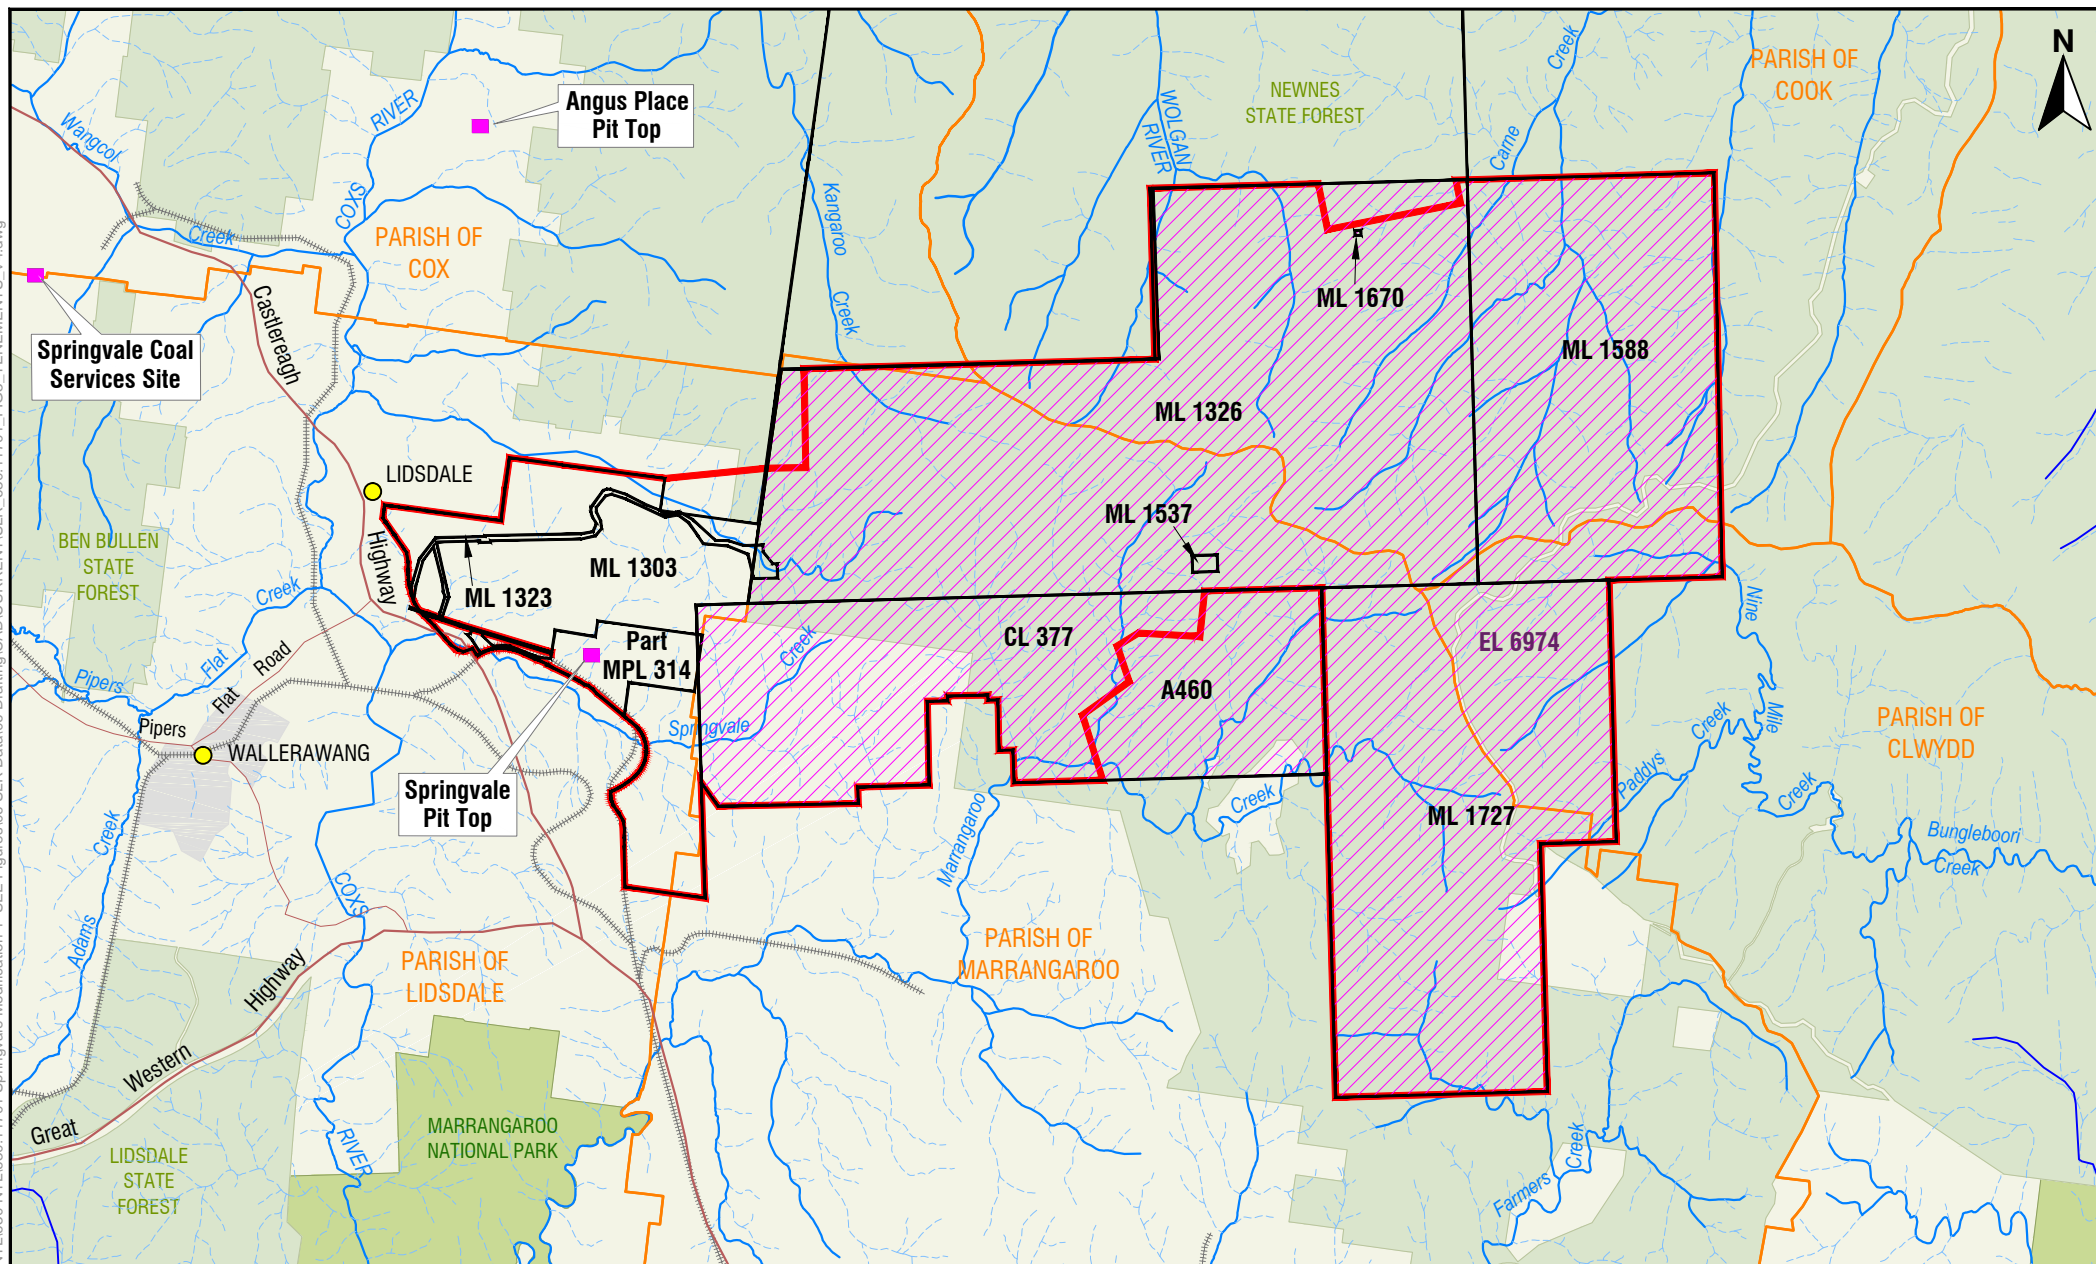 N
PARISH OF
COOK
NEWNES
STATE FOREST
Creek
Carne
WOLGAN
RIVER
Angus Place
Pit Top
RIVER
COXS
Wangcol
Creek
PARISH OF
COX
Kangaroo
Creek
Castlereagh
Highway
Springvale Coal
Services Site
ML 1670
ML 1588
ML 1326
ML 1537
LIDSDALE
BEN BULLEN
STATE
FOREST
ML 1303
ML 1323
Part
MPL 314
CL 377
A460
EL 6974
Creek
Springvale
Creek
Flat
Pipers
Road
Flat
Pipers
WALLERAWANG
Springvale
Pit Top
Nine
Mile
Creek
Creek
Paddys
PARISH OF
CLWYDD
Bungleboori
Creek
ML 1727
Creek
Marrangaroo
Creek
Adams
COXS
RIVER
PARISH OF
LIDSDALE
PARISH OF
MARRANGAROO
Highway
Western
Great
MARRANGAROO
NATIONAL PARK
LIDSDALE
STATE
FOREST
Creek
Farmers